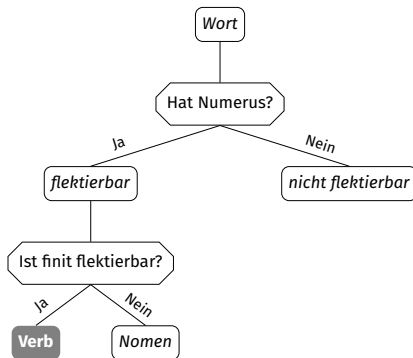 Wort
Hat Numerus?
Ja
Nein
flektierbar
nicht flektierbar
Ist finit flektierbar?
Ja
Nein
Verb
Nomen